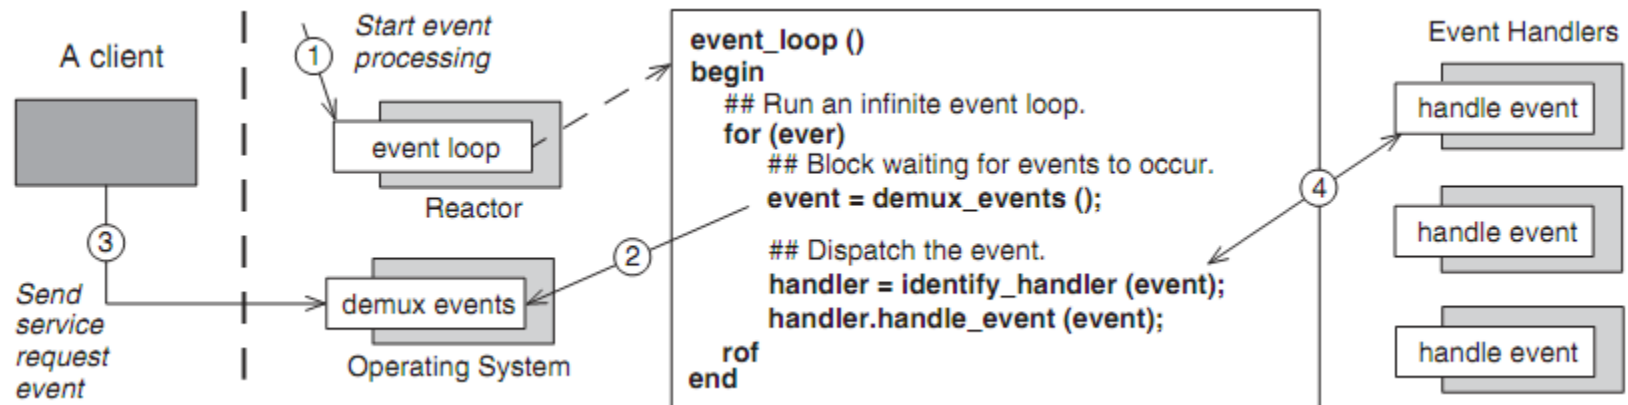 A client
3
Send
service
request
event
1
Start event
processing
event loop
Reactor
2
demux events
Operating System
event_loop ()
begin
## Run an infinite event loop.
for (ever)
## Block waiting for events to occur.
event = demux_events ();
## Dispatch the event.
handler = identify_handler (event);
handler.handle_event (event);
rof
end
4
Event Handlers
handle event
handle event
handle event